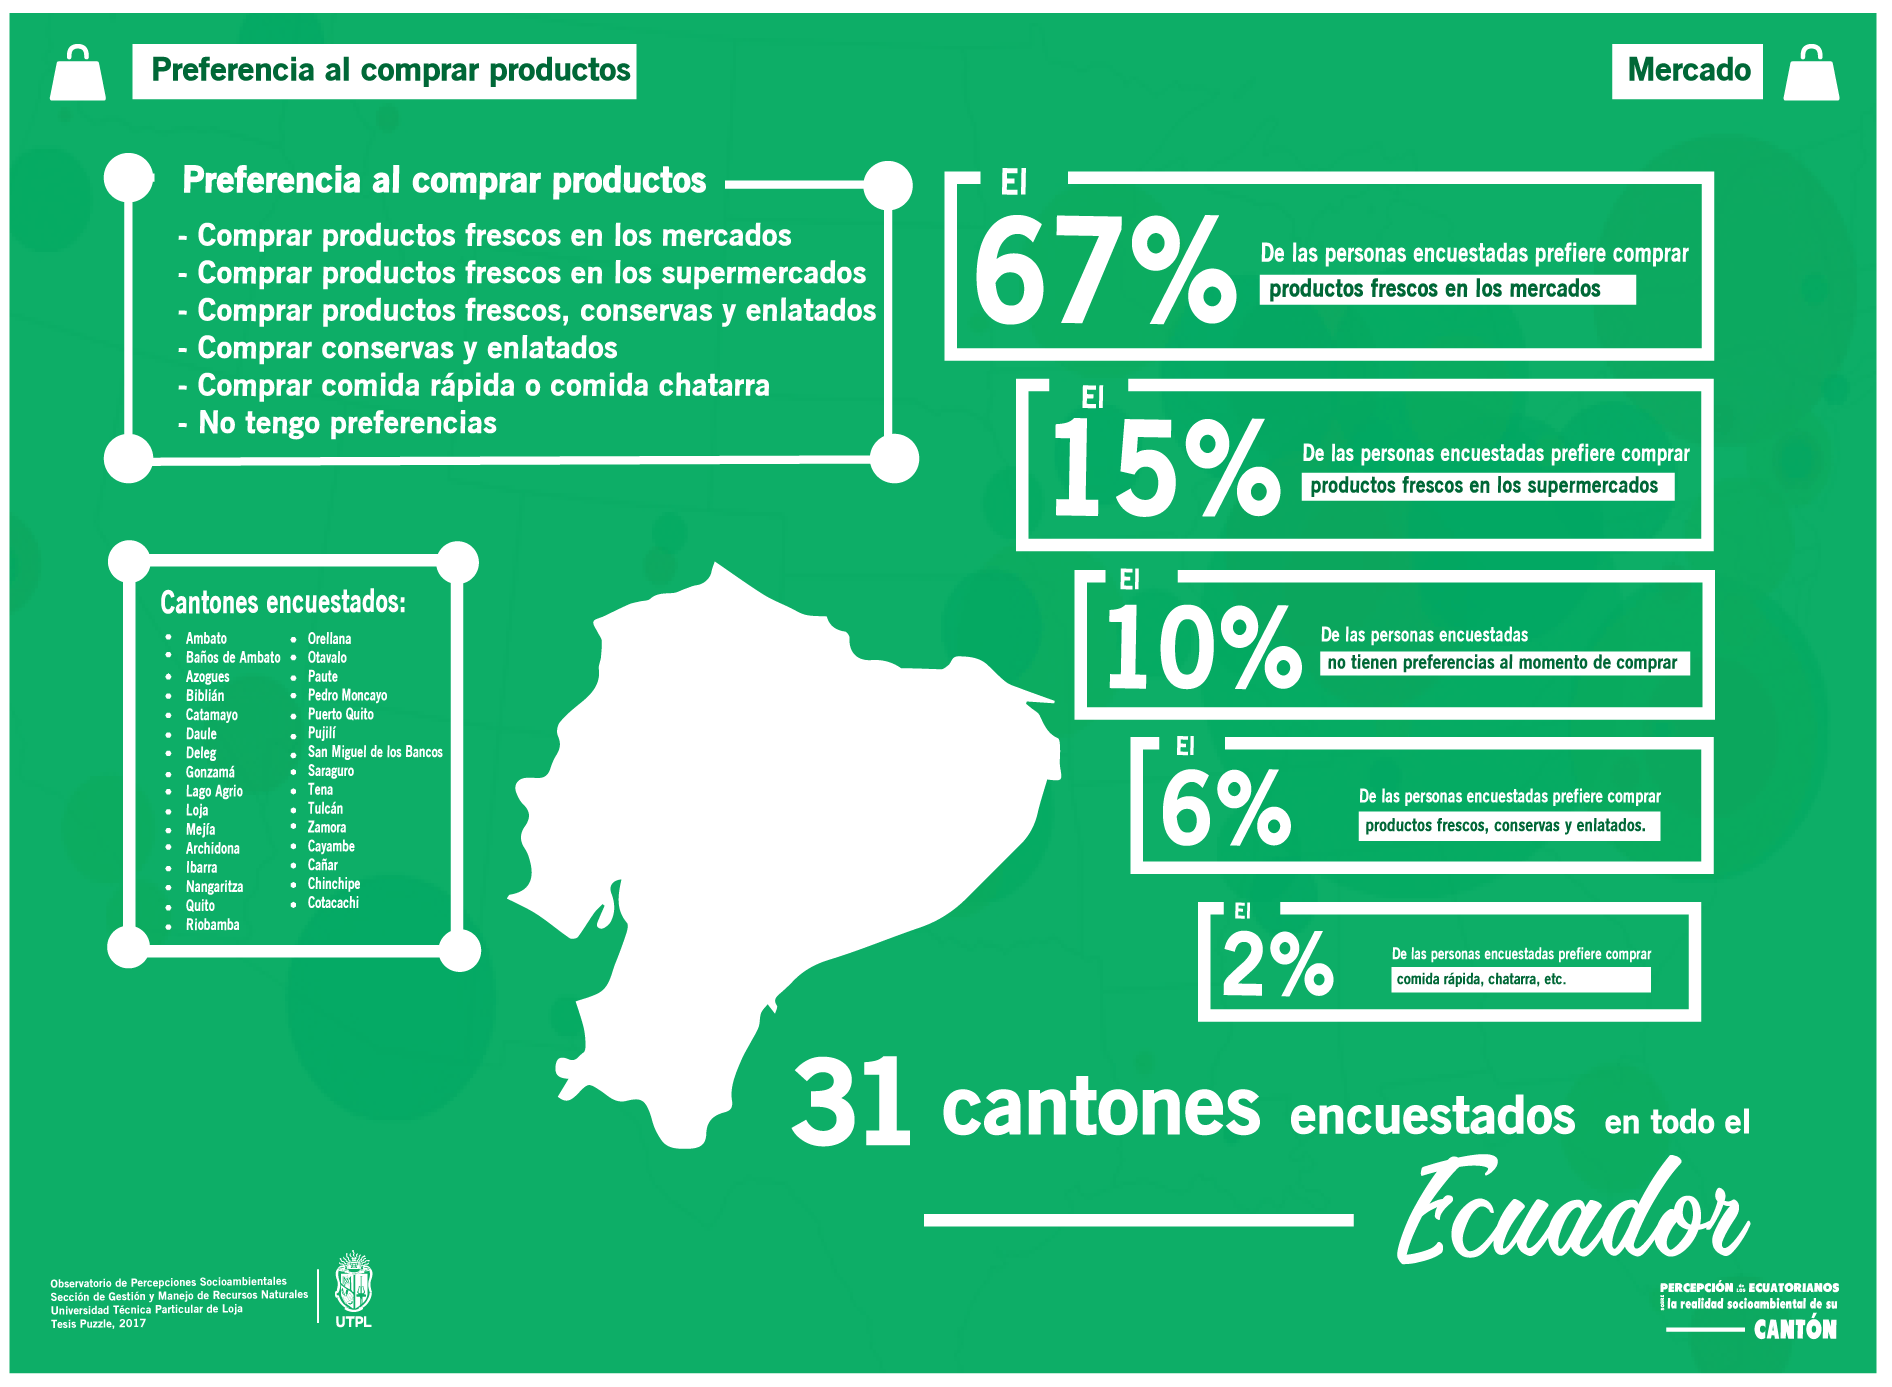 Preferencia al comprar productos
Mercado
Preferencia al comprar productos
- Comprar productos frescos en los mercados
- Comprar productos frescos en los supermercados
- Comprar productos frescos, conservas y enlatados
- Comprar conservas y enlatados
- Comprar comida rápida o comida chatarra
- No tengo preferencias
El
67%
De las personas encuestadas prefiere comprar
productos frescos en los mercados
El
15%
De las personas encuestadas prefiere comprar
productos frescos en los supermercados
El
10%
De las personas encuestadas
no tienen preferencias al momento de comprar
El
6%
De las personas encuestadas prefiere comprar
productos frescos, conservas y enlatados.
El
2%
De las personas encuestadas prefiere comprar
comida rápida, chatarra, etc.
Cantones encuestados:
• Ambato
• Baños de Ambato
• Azogues
• Biblián
• Catamayo
• Daule
• Deleg
• Gonzamá
• Lago Agrio
• Loja
• Mejía
• Archidona
• Ibarra
• Nangaritza
• Quito
• Riobamba
• Orellana
• Otavalo
• Paute
• Pedro Moncayo
• Puerto Quito
• Pujilí
• San Miguel de los Bancos
• Saraguro
• Tena
• Tulcán
• Zamora
• Cayambe
• Cañar
• Chinchipe
• Cotacachi
31 cantones encuestados en todo el
Ecuador
Observatorio de Percepciones Socioambientales
Sección de Gestión y Manejo de Recursos Naturales
Universidad Técnica Particular de Loja
Tesis Puzzle, 2017
UTPL
PERCEPCIÓN de los ECUATORIANOS
sobre la realidad socioambiental de su
CANTÓN